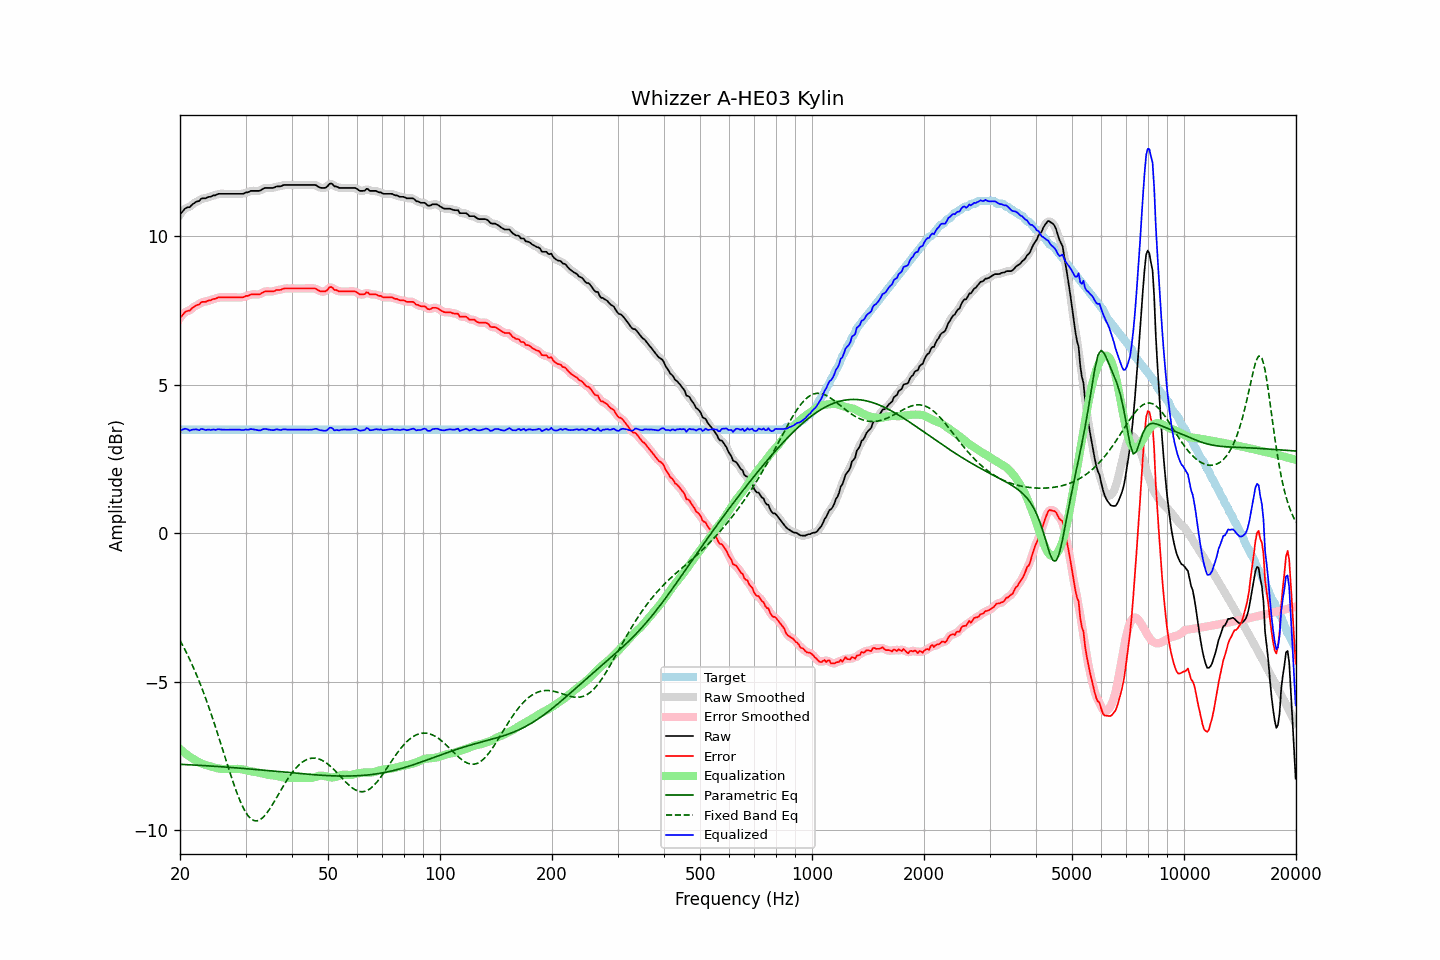 Whizzer A-HE03 Kylin
Amplitude (dBr)
10
5
0
−5
−10
20
50
100
200
500
1000
2000
5000
10000
20000
Frequency (Hz)
Target
Raw Smoothed
Error Smoothed
Raw
Error
Equalization
Parametric Eq
Fixed Band Eq
Equalized